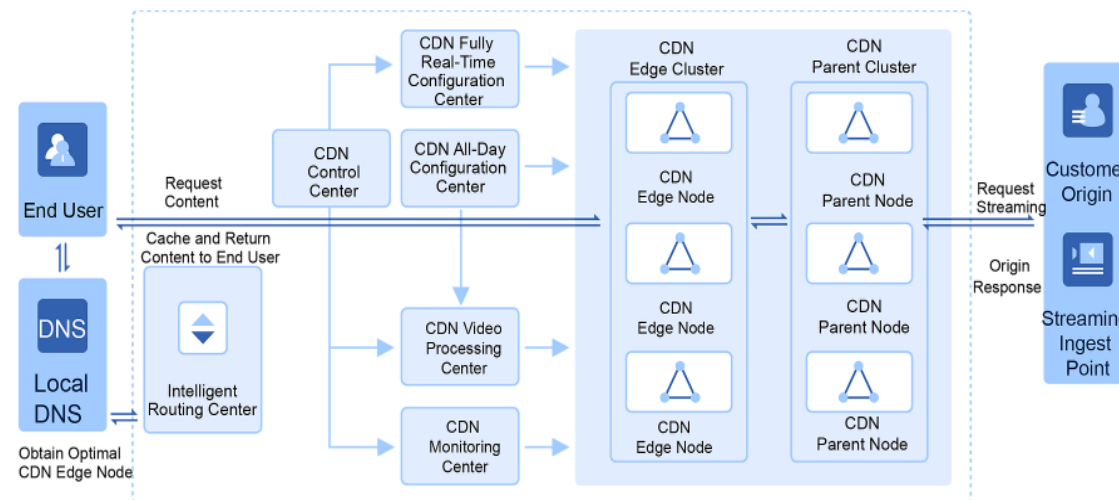 End User
DNS
Local
DNS
Obtain Optimal
CDN Edge Node
Request
Content
Cache and Return
Content to End User
Intelligent
Routing Center
CDN
Control
Center
CDN Fully
Real-Time
Configuration
Center
CDN All-Day
Configuration
Center
CDN Video
Processing
Center
CDN
Monitoring
Center
CDN
Edge Cluster
CDN
Edge Node
CDN
Edge Node
CDN
Edge Node
CDN
Parent Cluster
CDN
Parent Node
CDN
Parent Node
CDN
Parent Node
Request
Streaming
Origin
Response
Custome
Origin
Streamin
Ingest
Point